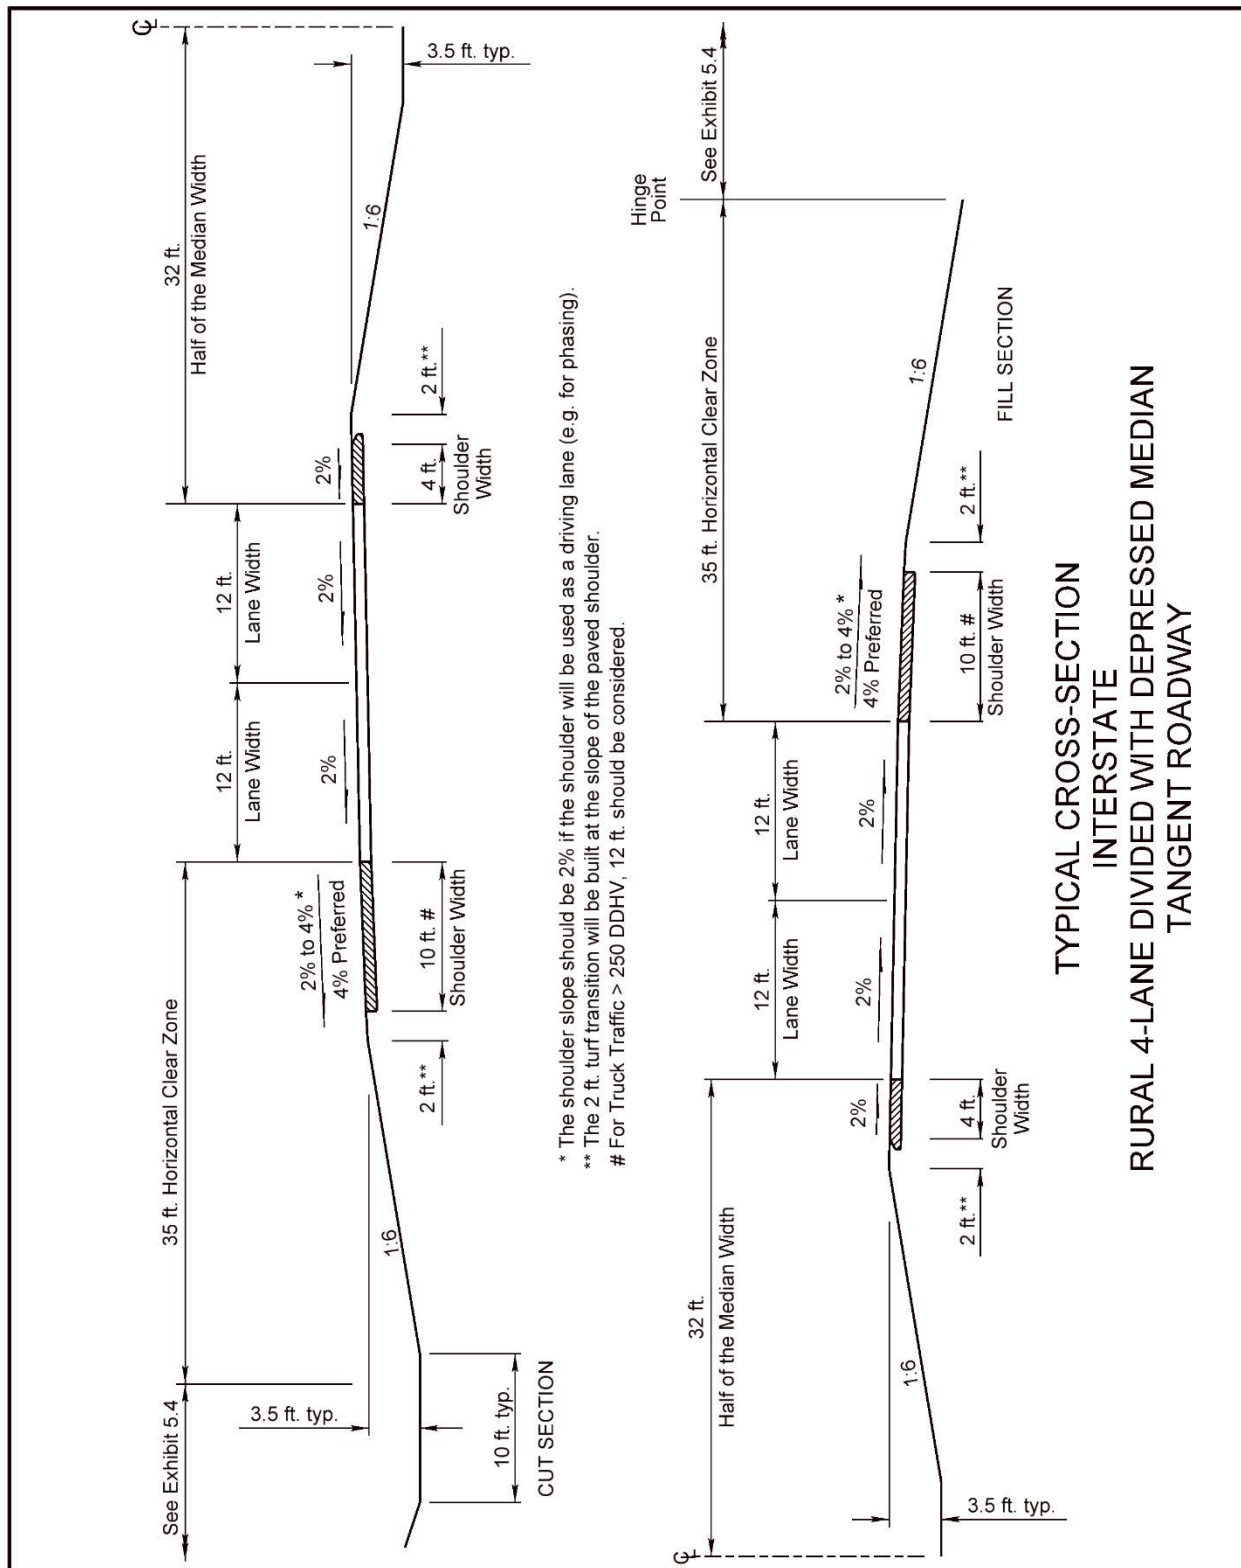 ℄
32 ft.
Half of the Median Width
3.5 ft. typ.
1:6
2 ft.**
2%
4 ft.
Shoulder
Width
12 ft.
Lane Width
2%
12 ft.
Lane Width
2%
35 ft. Horizontal Clear Zone
2% to 4% *
4% Preferred
10 ft. #
Shoulder Width
2 ft.**
1:6
See Exhibit 5.4
3.5 ft. typ.
10 ft. typ.
CUT SECTION
* The shoulder slope should be 2% if the shoulder will be used as a driving lane (e.g. for phasing).
** The 2 ft. turf transition will be built at the slope of the paved shoulder.
# For Truck Traffic > 250 DDHV, 12 ft. should be considered.
See Exhibit 5.4
Hinge
Point
35 ft. Horizontal Clear Zone
1:6
FILL SECTION
2 ft.**
2% to 4% *
4% Preferred
10 ft. #
Shoulder Width
12 ft.
Lane Width
2%
12 ft.
Lane Width
2%
2%
4 ft.
Shoulder
Width
2 ft.**
32 ft.
Half of the Median Width
1:6
3.5 ft. typ.
℄
TYPICAL CROSS-SECTION
INTERSTATE
RURAL 4-LANE DIVIDED WITH DEPRESSED MEDIAN
TANGENT ROADWAY